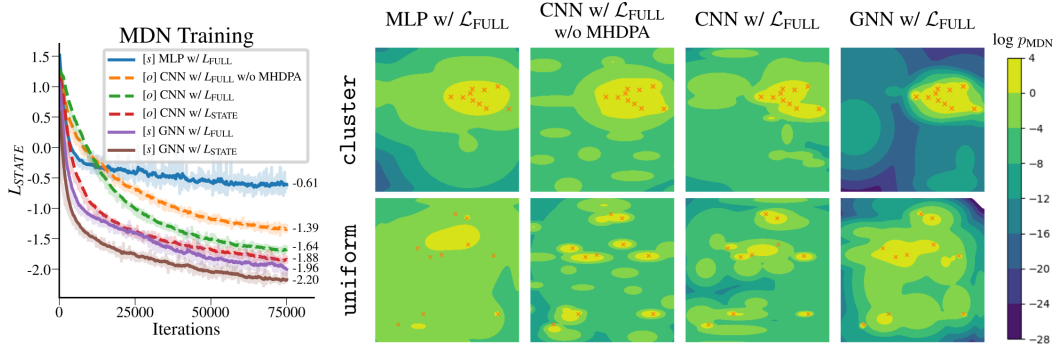 MDN Training
L_STATE
1.5
1.0
0.5
0.0
-0.5
-1.0
-1.5
-2.0
[s] MLP w/ L_FULL
[o] CNN w/ L_FULL w/o MHDPA
[o] CNN w/ L_FULL
[o] CNN w/ L_STATE
[s] GNN w/ L_FULL
[s] GNN w/ L_STATE
-0.61
-1.39
-1.64
-1.88
-1.96
-2.20
0 25000 50000 75000
Iterations
MLP w/ ℒ_FULL
CNN w/ ℒ_FULL
w/o MHDPA
CNN w/ ℒ_FULL
GNN w/ ℒ_FULL
cluster
uniform
log p_MDN
4
0
−4
−8
−12
−16
−20
−24
−28